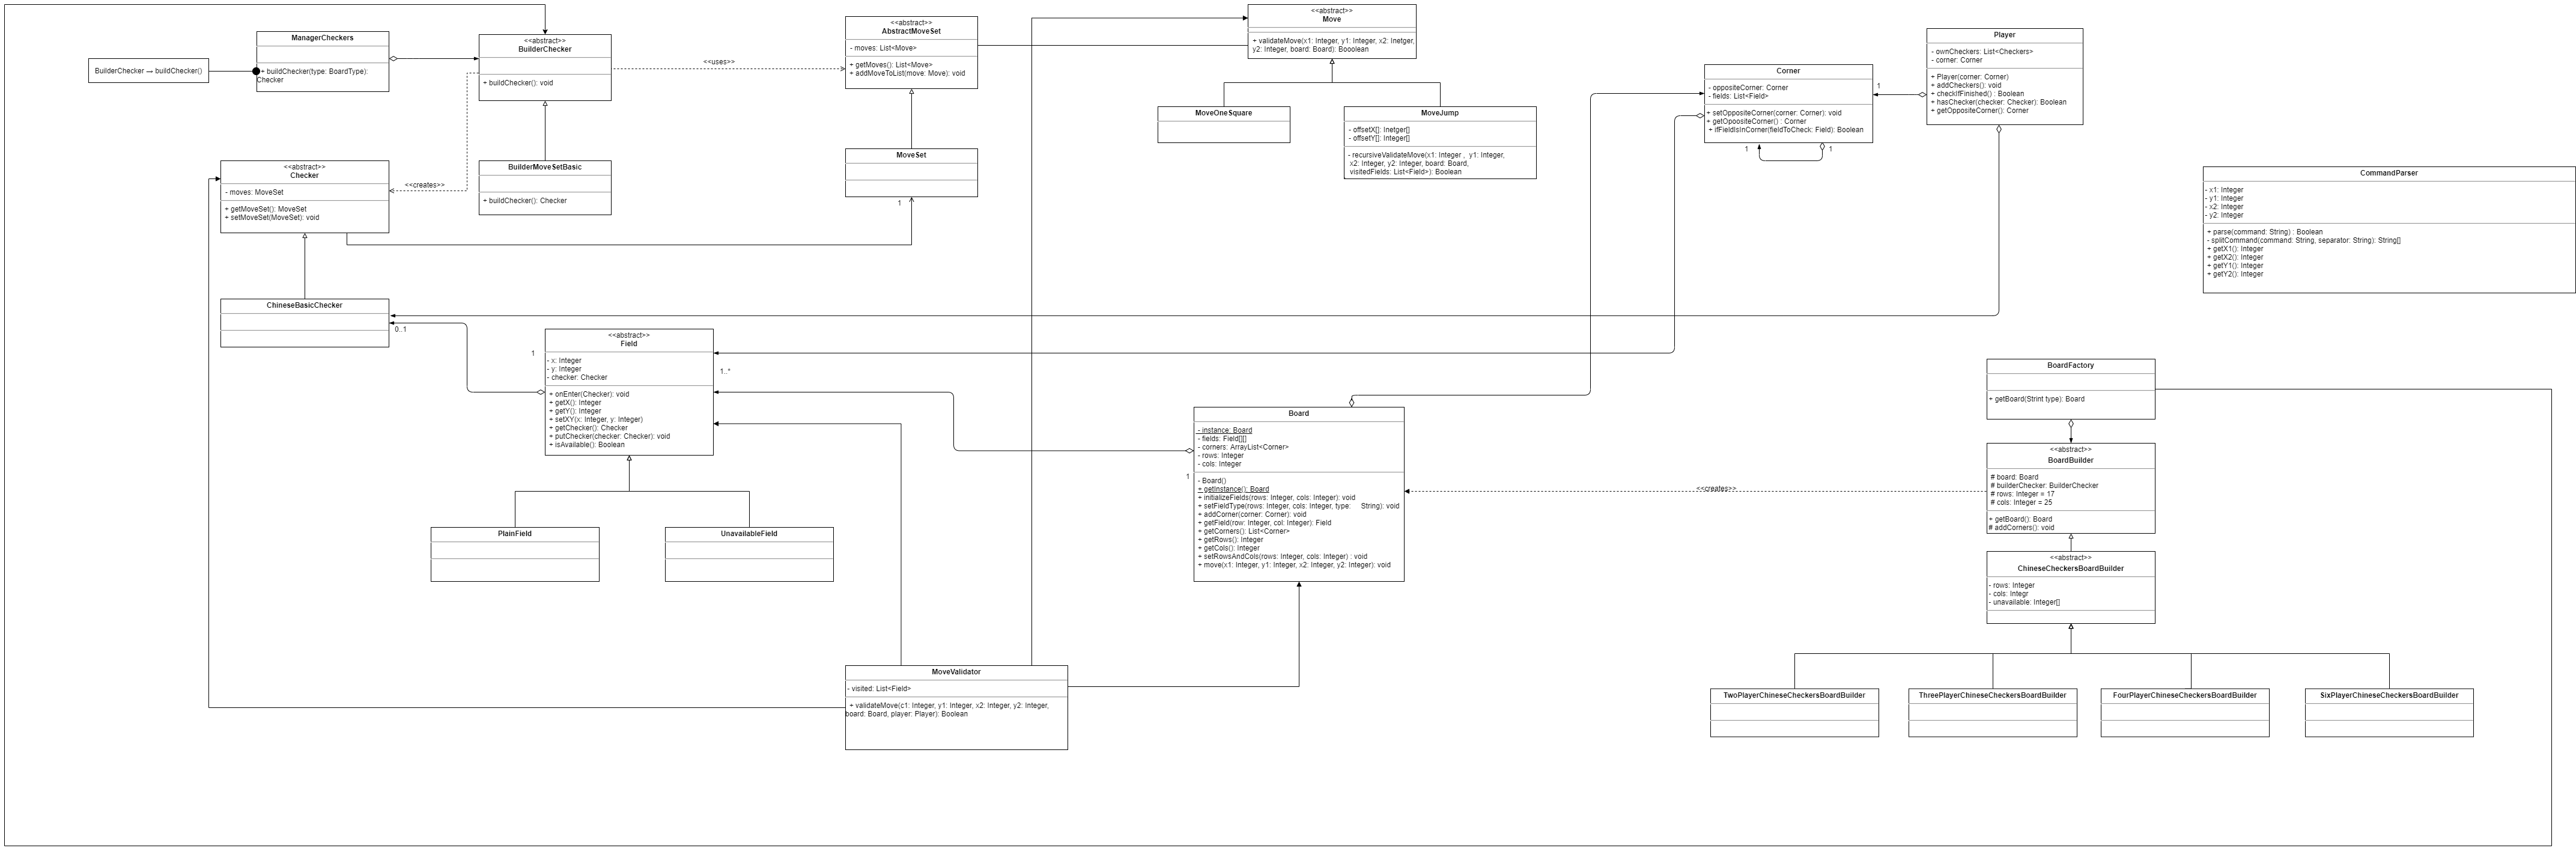 ManagerCheckers
+ buildChecker(type: BoardType):
Checker
BuilderChecker → buildChecker()
<<abstract>>
BuilderChecker
+ buildChecker(): void
<<uses>>
<<creates>>
BuilderMoveSetBasic
+ buildChecker(): Checker
<<abstract>>
AbstractMoveSet
- moves: List<Move>
+ getMoves(): List<Move>
+ addMoveToList(move: Move): void
MoveSet
1
<<abstract>>
Move
+ validateMove(x1: Integer, y1: Integer, x2: Inetger,
y2: Integer, board: Board): Booolean
MoveOneSquare
MoveJump
- offsetX[]: Inetger[]
- offsetY[]: Integer[]
- recursiveValidateMove(x1: Integer , y1: Integer,
x2: Integer, y2: Integer, board: Board,
visitedFields: List<Field>): Boolean
Corner
- oppositeCorner: Corner
- fields: List<Field>
+ setOppositeCorner(corner: Corner): void
+ getOppositeCorner() : Corner
+ ifFieldIsInCorner(fieldToCheck: Field): Boolean
1
1
1
Player
- ownCheckers: List<Checkers>
- corner: Corner
+ Player(corner: Corner)
+ addCheckers(): void
+ checkIfFinished() : Boolean
+ hasChecker(checker: Checker): Boolean
+ getOppositeCorner(): Corner
CommandParser
- x1: Integer
- y1: Integer
- x2: Integer
- y2: Integer
+ parse(command: String) : Boolean
- splitCommand(command: String, separator: String): String[]
+ getX1(): Integer
+ getX2(): Integer
+ getY1(): Integer
+ getY2(): Integer
<<abstract>>
Checker
- moves: MoveSet
+ getMoveSet(): MoveSet
+ setMoveSet(MoveSet): void
ChineseBasicChecker
0..1
<<abstract>>
Field
- x: Integer
- y: Integer
- checker: Checker
+ onEnter(Checker): void
+ getX(): Integer
+ getY(): Integer
+ setXY(x: Integer, y: Integer)
+ getChecker(): Checker
+ putChecker(checker: Checker): void
+ isAvailable(): Boolean
1
1..*
PlainField
UnavailableField
Board
- instance: Board
- fields: Field[][]
- corners: ArrayList<Corner>
- rows: Integer
- cols: Integer
- Board()
+ getInstance(): Board
+ initializeFields(rows: Integer, cols: Integer): void
+ setFieldType(rows: Integer, cols: Integer, type: String): void
+ addCorner(corner: Corner): void
+ getField(row: Integer, col: Integer): Field
+ getCorners(): List<Corner>
+ getRows(): Integer
+ getCols(): Integer
+ setRowsAndCols(rows: Integer, cols: Integer) : void
+ move(x1: Integer, y1: Integer, x2: Integer, y2: Integer): void
1
<<creates>>
BoardFactory
+ getBoard(Strint type): Board
<<abstract>>
BoardBuilder
# board: Board
# builderChecker: BuilderChecker
# rows: Integer = 17
# cols: Integer = 25
+ getBoard(): Board
# addCorners(): void
<<abstract>>
ChineseCheckersBoardBuilder
- rows: Integer
- cols: Integr
- unavailable: Integer[]
TwoPlayerChineseCheckersBoardBuilder
ThreePlayerChineseCheckersBoardBuilder
FourPlayerChineseCheckersBoardBuilder
SixPlayerChineseCheckersBoardBuilder
MoveValidator
- visited: List<Field>
+ validateMove(c1: Integer, y1: Integer, x2: Integer, y2: Integer,
board: Board, player: Player): Boolean